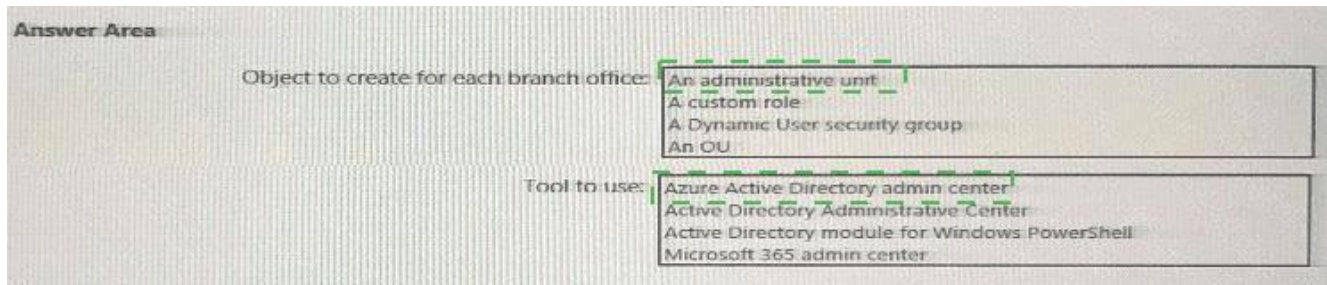 Answer Area
Object to create for each branch office:
An administrative unit
A custom role
A Dynamic User security group
An OU
Tool to use:
Azure Active Directory admin center
Active Directory Administrative Center
Active Directory module for Windows PowerShell
Microsoft 365 admin center